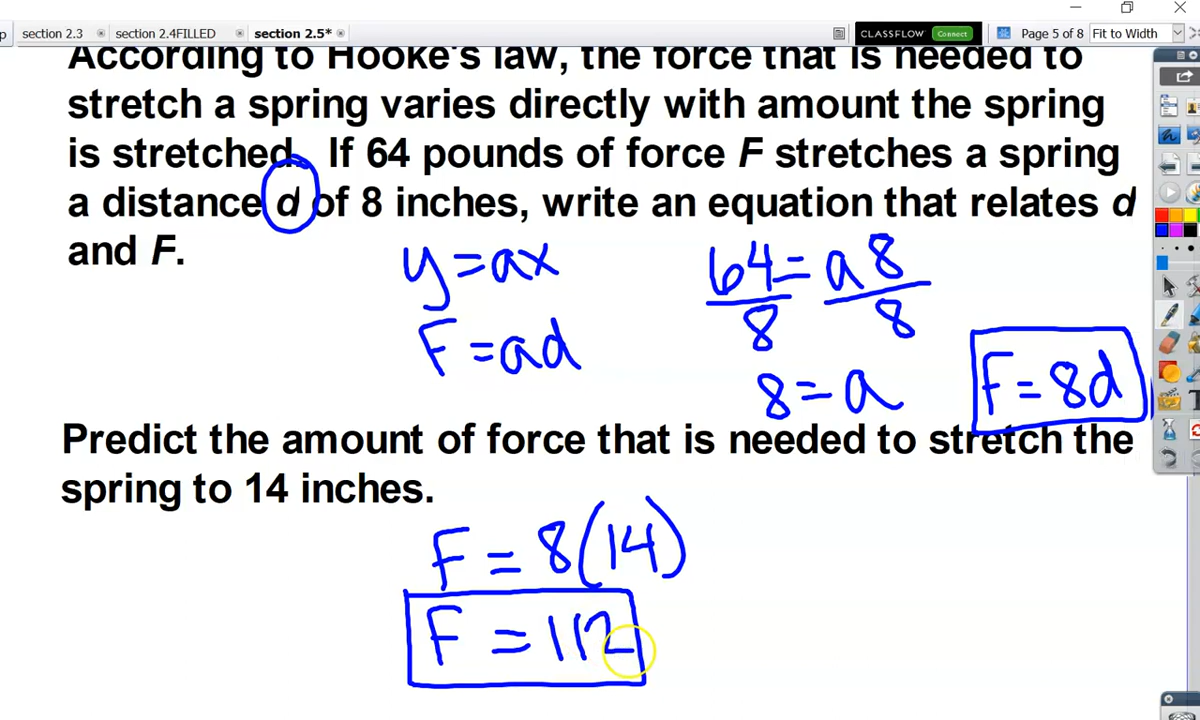 section 2.3 section 2.4FILLED section 2.5* CLASSFLOW Connect Page 5 of 8 Fit to Width
According to Hooke's law, the force that is needed to
stretch a spring varies directly with amount the spring
is stretched. If 64 pounds of force F stretches a spring
a distance d of 8 inches, write an equation that relates d
and F.
y = ax
64 = a8
8 8
F = ad
8 = a
F = 8d
Predict the amount of force that is needed to stretch the
spring to 14 inches.
F = 8(14)
F = 112